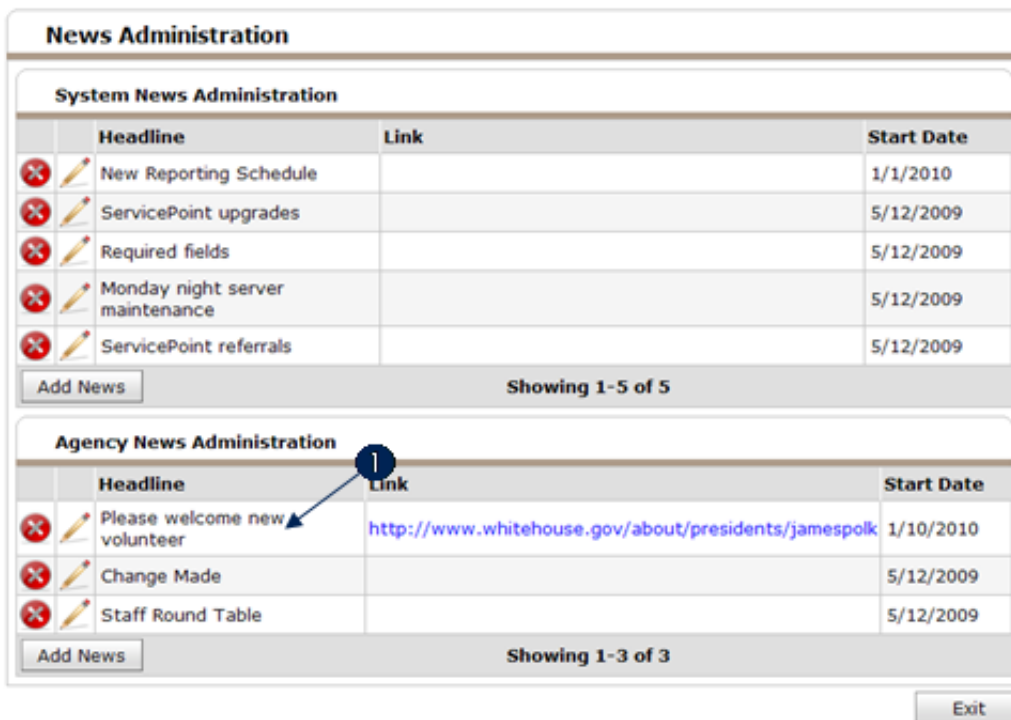 News Administration
System News Administration
Headline Link Start Date
New Reporting Schedule 1/1/2010
ServicePoint upgrades 5/12/2009
Required fields 5/12/2009
Monday night server
maintenance 5/12/2009
ServicePoint referrals 5/12/2009
Add News Showing 1-5 of 5
Agency News Administration
1
Headline Link Start Date
Please welcome new
volunteer http://www.whitehouse.gov/about/presidents/jamespolk 1/10/2010
Change Made 5/12/2009
Staff Round Table 5/12/2009
Add News Showing 1-3 of 3
Exit